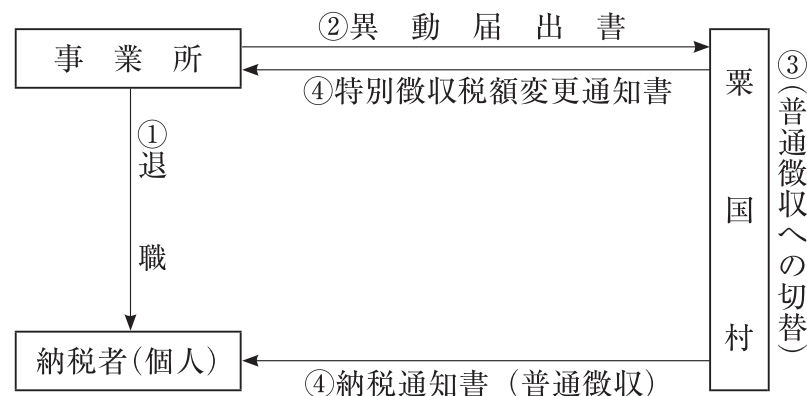 ②異動届出書
事業所
④特別徴収税額変更通知書
①退職
粟国村
③(普通徴収への切替)
納税者(個人)
④納税通知書(普通徴収)